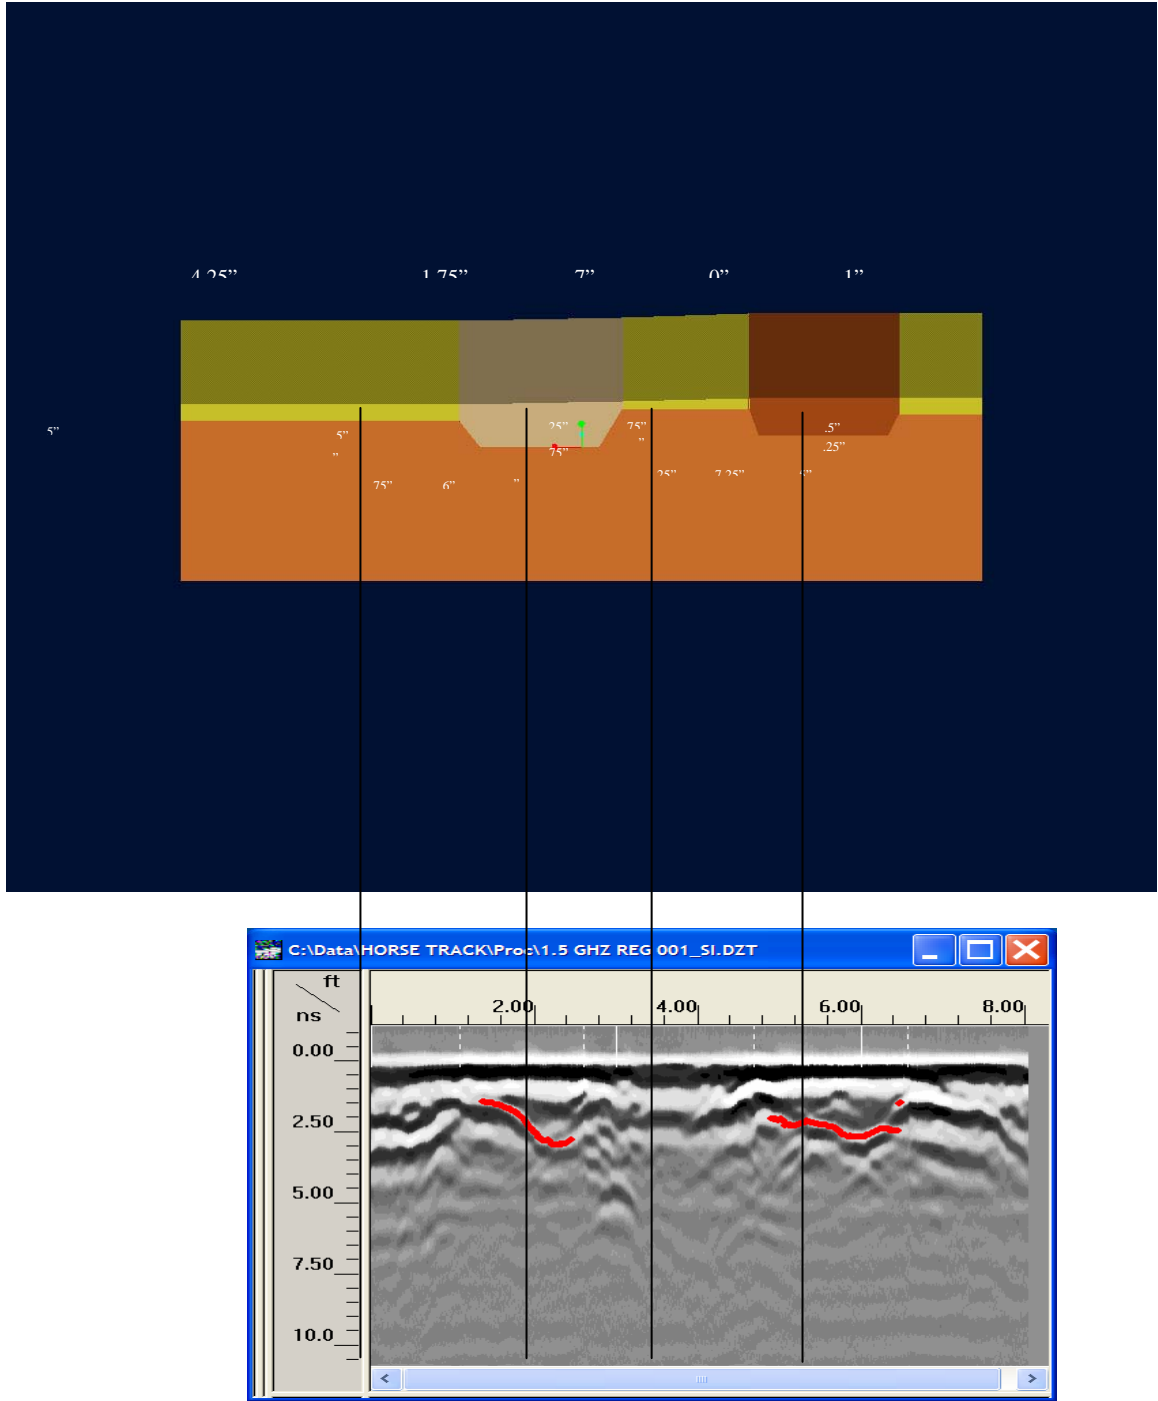 4.25” 1.75” 7” 0” 1”
5”
25” 75” .5”
5” ” .25”
” 75”
25” 7.25” 5”
75” 6” ”
C:\Data\HORSE TRACK\Proc\1.5 GHZ REG 001_SI.DZT
ft
ns
2.00 4.00 6.00 8.00
0.00
2.50
5.00
7.50
10.0